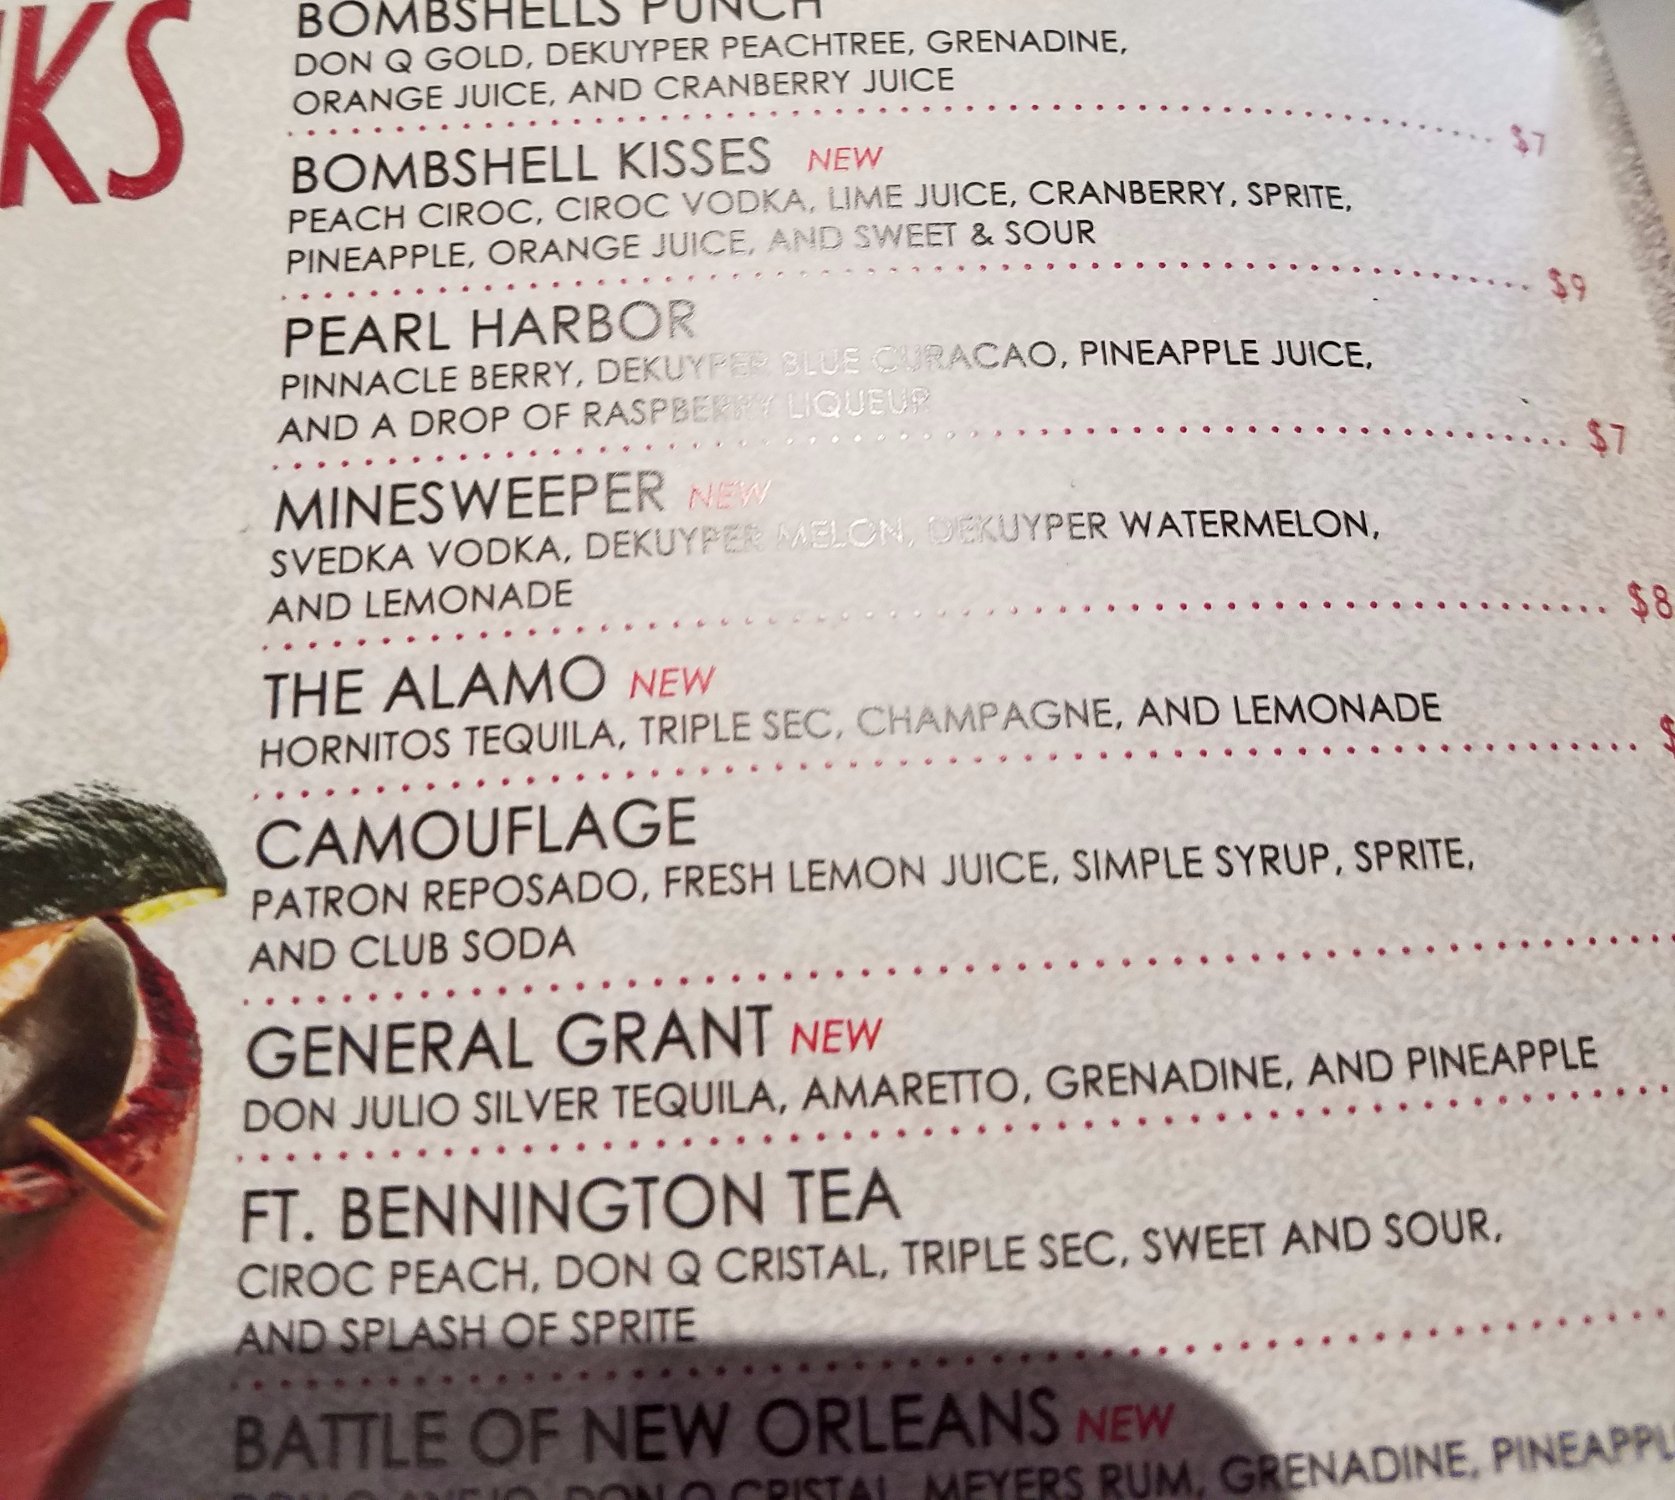 KS
BOMBSHELLS PUNCH
DON Q GOLD, DEKUYPER PEACHTREE, GRENADINE,
ORANGE JUICE, AND CRANBERRY JUICE
$7
BOMBSHELL KISSES NEW
PEACH CIROC, CIROC VODKA, LIME JUICE, CRANBERRY, SPRITE,
PINEAPPLE, ORANGE JUICE, AND SWEET & SOUR
$9
PEARL HARBOR
PINNACLE BERRY, DEKUYPER BLUE CURACAO, PINEAPPLE JUICE,
AND A DROP OF RASPBERRY LIQUEUR
$7
MINESWEEPER NEW
SVEDKA VODKA, DEKUYPER MELON, DEKUYPER WATERMELON,
AND LEMONADE
$8
THE ALAMO NEW
HORNITOS TEQUILA, TRIPLE SEC, CHAMPAGNE, AND LEMONADE
$
CAMOUFLAGE
PATRON REPOSADO, FRESH LEMON JUICE, SIMPLE SYRUP, SPRITE,
AND CLUB SODA
GENERAL GRANT NEW
DON JULIO SILVER TEQUILA, AMARETTO, GRENADINE, AND PINEAPPLE
FT. BENNINGTON TEA
CIROC PEACH, DON Q CRISTAL, TRIPLE SEC, SWEET AND SOUR,
AND SPLASH OF SPRITE
BATTLE OF NEW ORLEANS NEW
DON Q CRISTAL, MEYERS RUM, GRENADINE, PINEAPPL